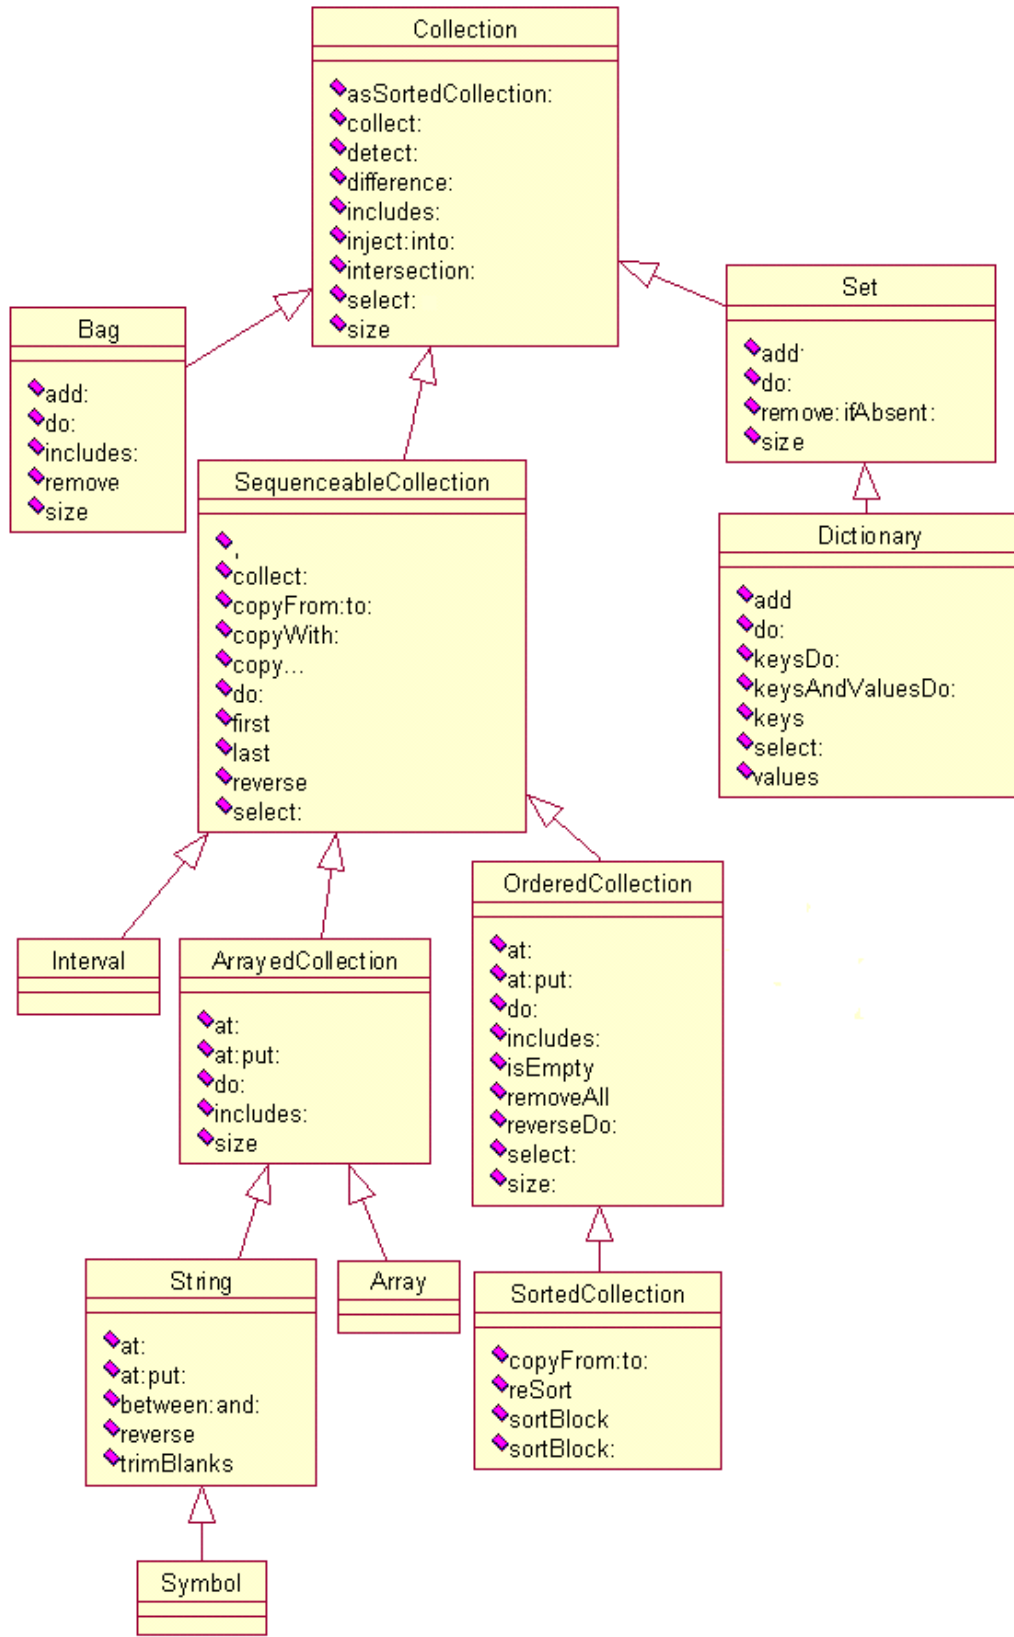 Collection
asSortedCollection:
collect:
detect:
difference:
includes:
inject:into:
intersection:
select:
size
Bag
add:
do:
includes:
remove
size
Set
add:
do:
remove:ifAbsent:
size
SequenceableCollection
,
collect:
copyFrom:to:
copyWith:
copy...
do:
first
last
reverse
select:
Dictionary
add
do:
keysDo:
keysAndValuesDo:
keys
select:
values
Interval
ArrayedCollection
at:
at:put:
do:
includes:
size
OrderedCollection
at:
at:put:
do:
includes:
isEmpty
removeAll
reverseDo:
select:
size:
String
at:
at:put:
between:and:
reverse
trimBlanks
Array
SortedCollection
copyFrom:to:
reSort
sortBlock
sortBlock:
Symbol